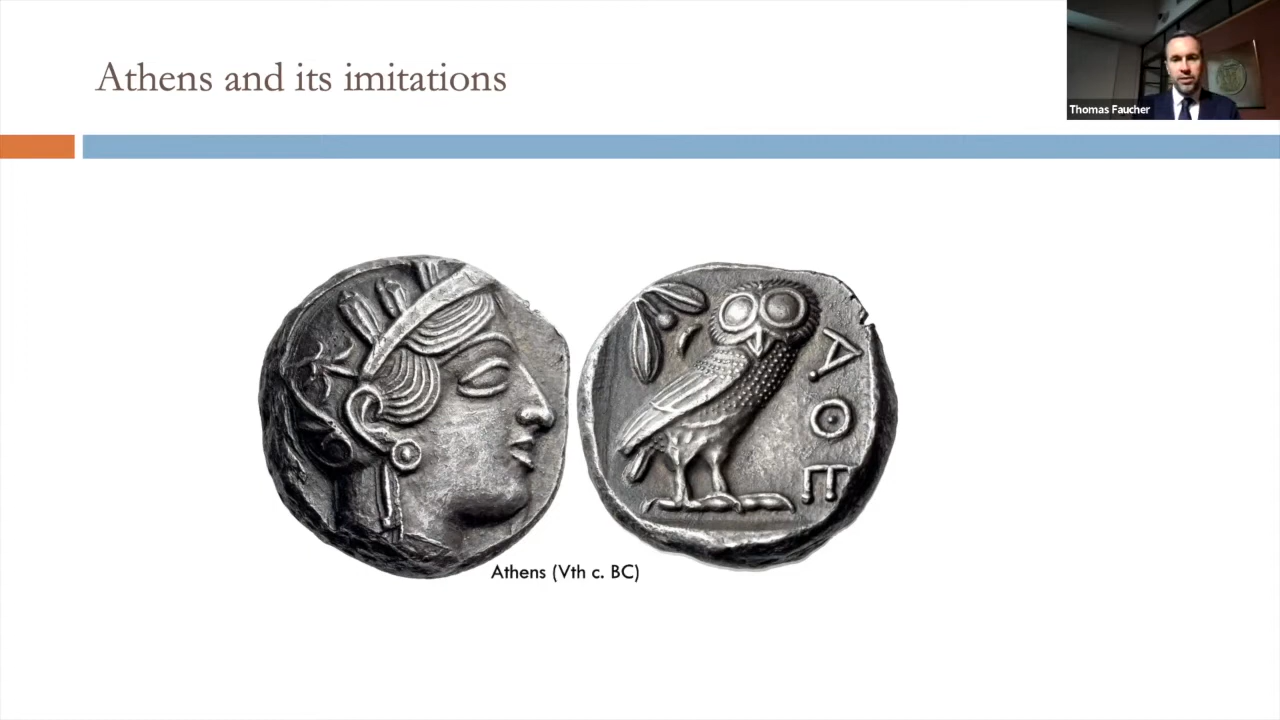 Athens and its imitations
Thomas Faucher
ΑΘΕ
Athens (Vth c. BC)